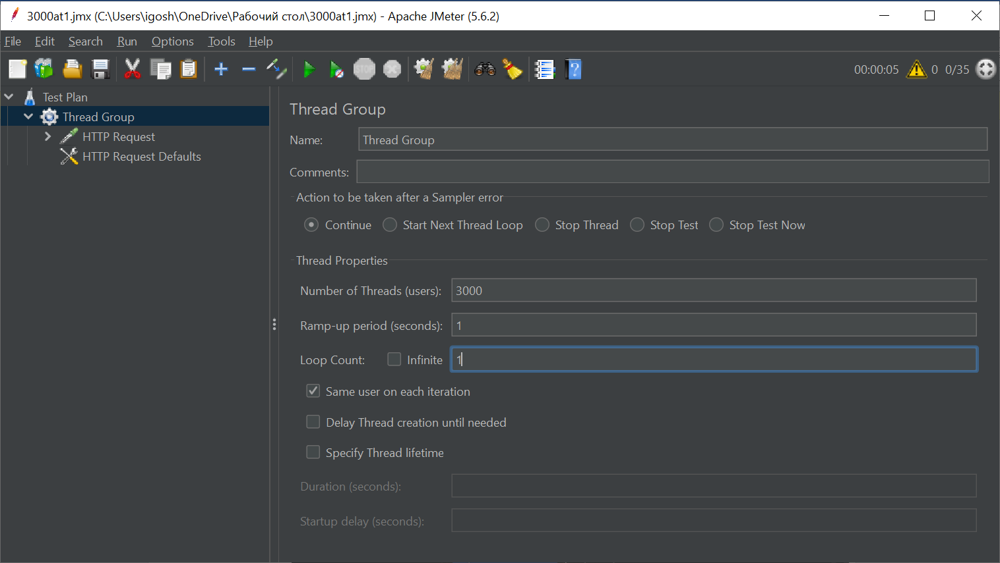 3000at1.jmx (C:\Users\igosh\OneDrive\Рабочий стол\3000at1.jmx) - Apache JMeter (5.6.2)
File Edit Search Run Options Tools Help
STOP 00:00:05 0 0/35
Test Plan
Thread Group
HTTP Request
HTTP Request Defaults
Thread Group
Name: Thread Group
Comments:
Action to be taken after a Sampler error
Continue Start Next Thread Loop Stop Thread Stop Test Stop Test Now
Thread Properties
Number of Threads (users): 3000
Ramp-up period (seconds): 1
Loop Count: Infinite 1
Same user on each iteration
Delay Thread creation until needed
Specify Thread lifetime
Duration (seconds):
Startup delay (seconds):